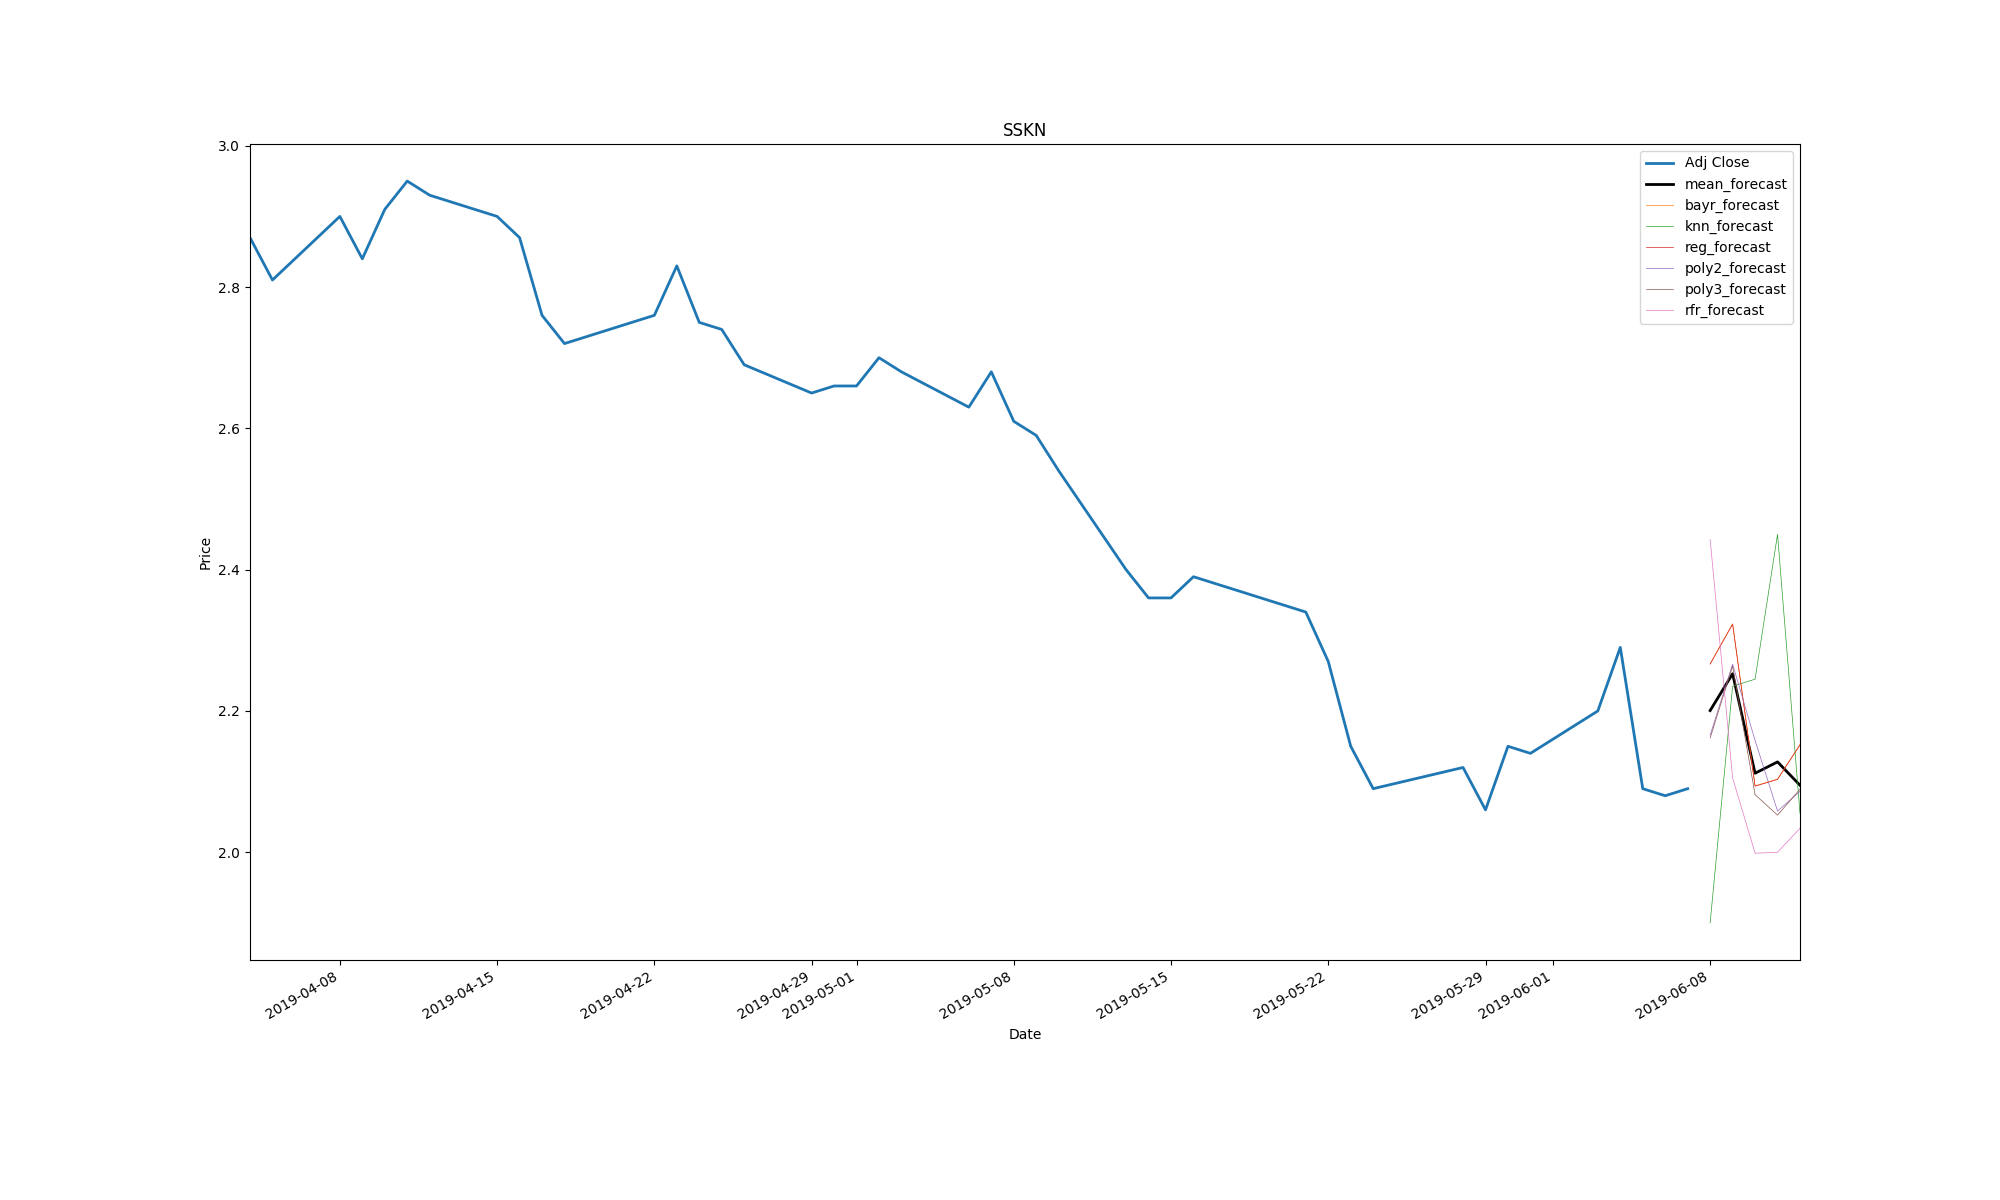 SSKN
3.0
2.8
2.6
2.4
2.2
2.0
Price
Adj Close
mean_forecast
bayr_forecast
knn_forecast
reg_forecast
poly2_forecast
poly3_forecast
rfr_forecast
2019-04-08
2019-04-15
2019-04-22
2019-04-29
2019-05-01
2019-05-08
2019-05-15
2019-05-22
2019-05-29
2019-06-01
2019-06-08
Date